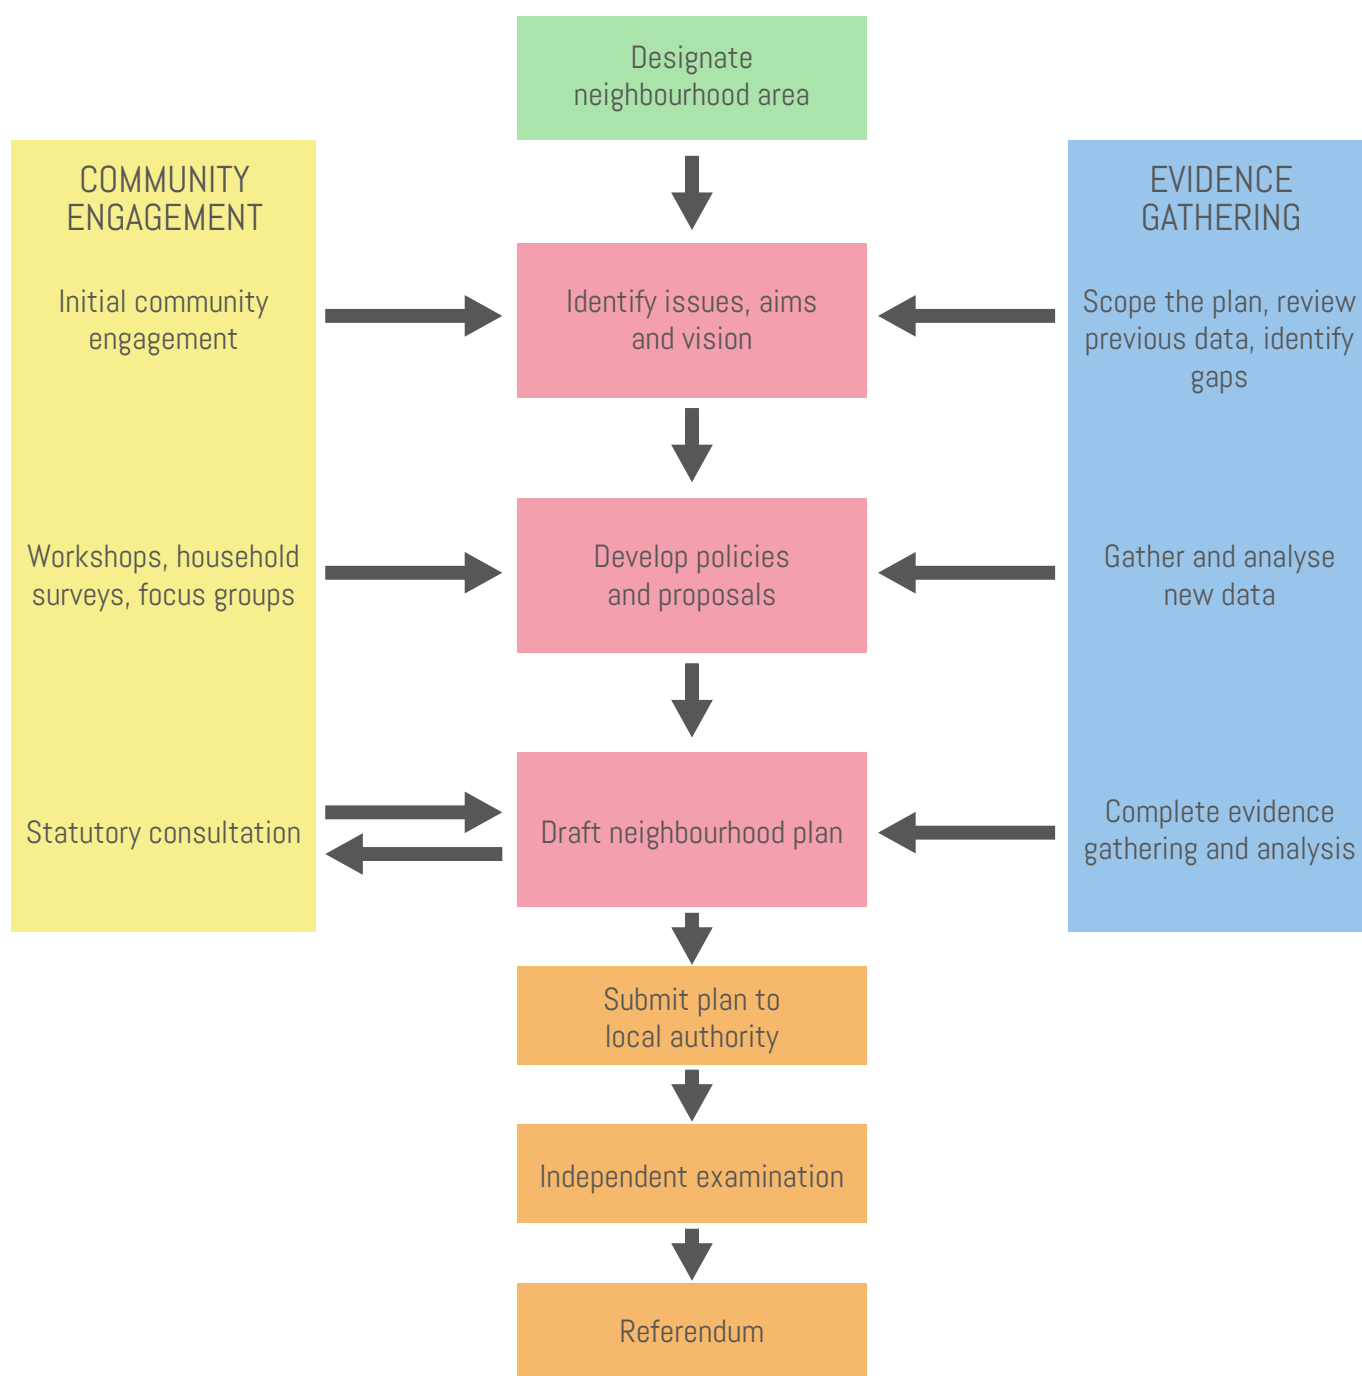 Designate
neighbourhood area
COMMUNITY
ENGAGEMENT
EVIDENCE
GATHERING
Initial community
engagement
Identify issues, aims
and vision
Scope the plan, review
previous data, identify
gaps
Workshops, household
surveys, focus groups
Develop policies
and proposals
Gather and analyse
new data
Statutory consultation
Draft neighbourhood plan
Complete evidence
gathering and analysis
Submit plan to
local authority
Independent examination
Referendum